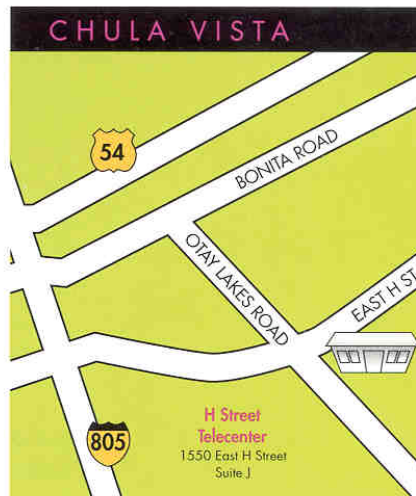 CHULA VISTA
54
BONITA ROAD
OTAY LAKES ROAD
EAST H ST
805
H Street
Telecenter
1550 East H Street
Suite J